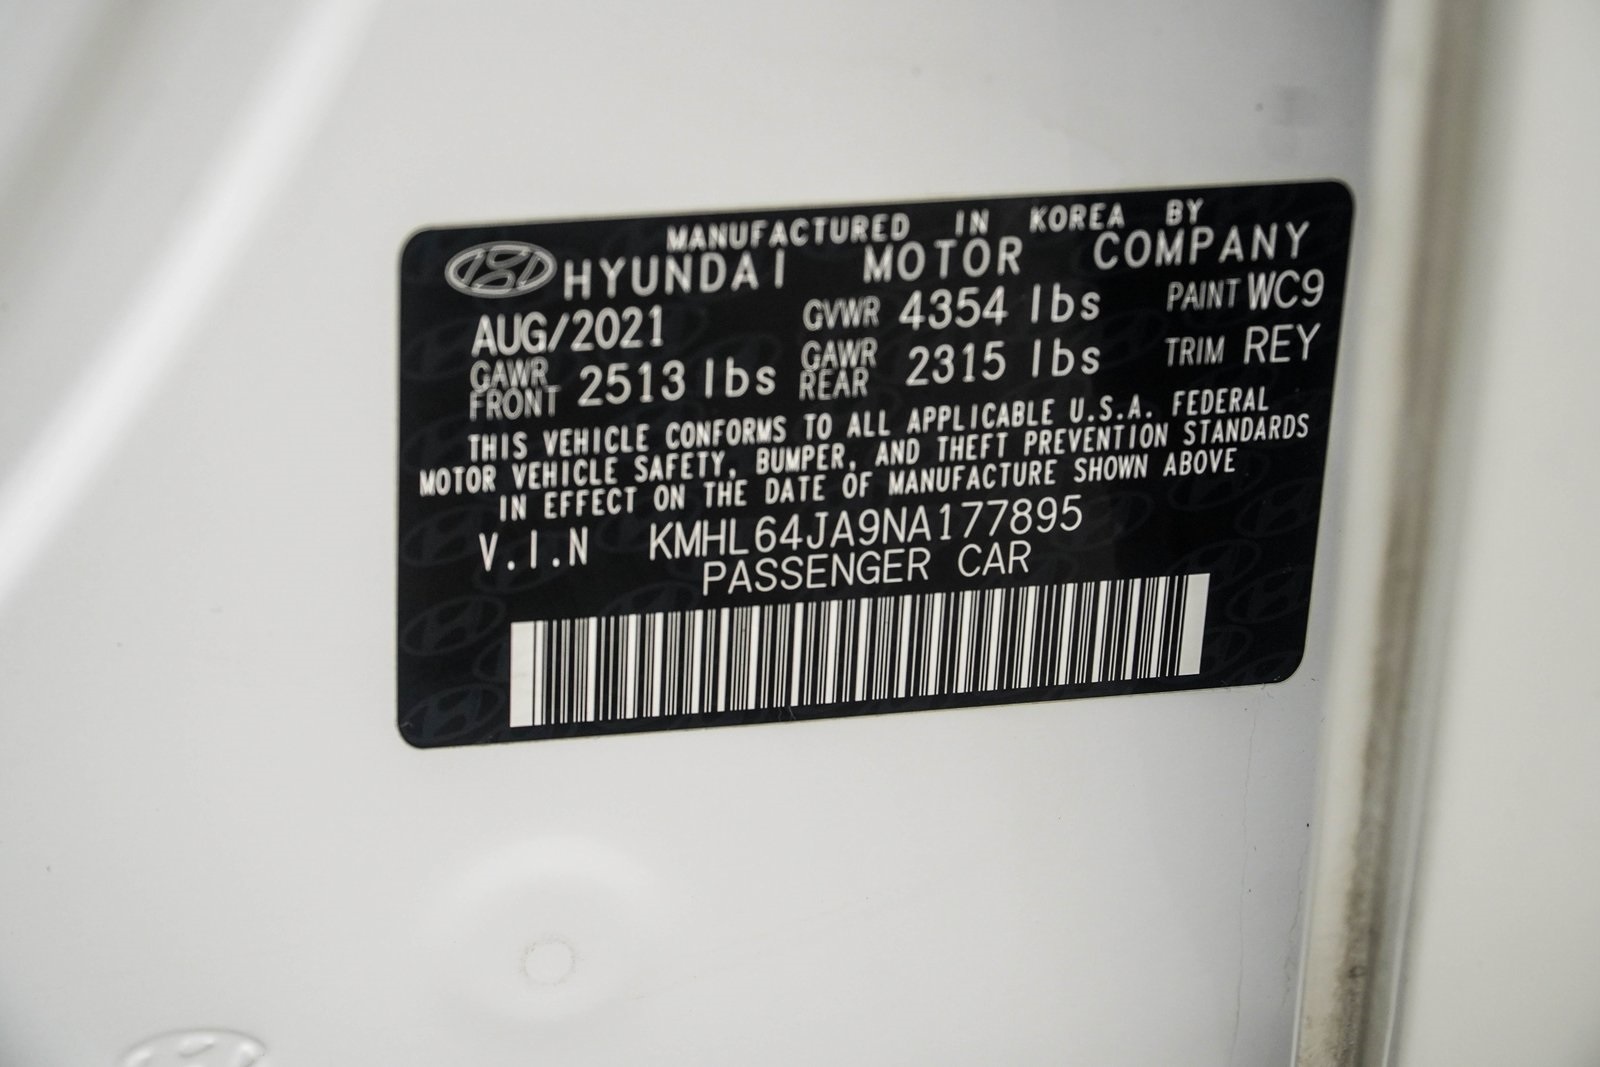 MANUFACTURED IN KOREA BY
HYUNDAI MOTOR COMPANY
AUG/2021 GVWR 4354 lbs PAINT WC9
GAWR FRONT 2513 lbs GAWR REAR 2315 lbs TRIM REY
THIS VEHICLE CONFORMS TO ALL APPLICABLE U.S.A. FEDERAL
MOTOR VEHICLE SAFETY, BUMPER, AND THEFT PREVENTION STANDARDS
IN EFFECT ON THE DATE OF MANUFACTURE SHOWN ABOVE
V.I.N KMHL64JA9NA177895
PASSENGER CAR